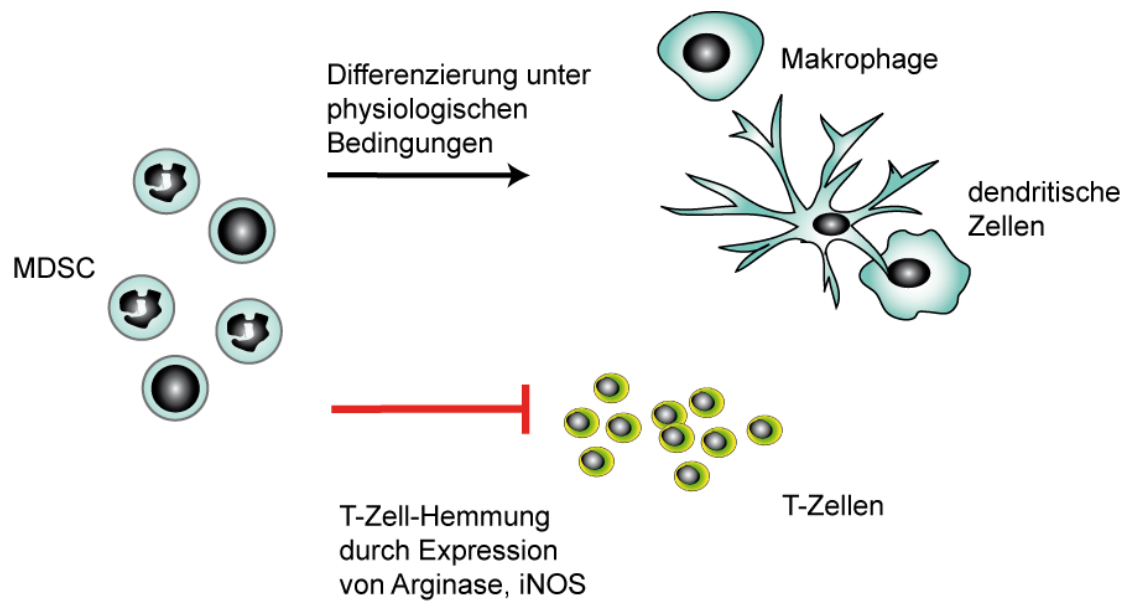 Differenzierung unter
physiologischen
Bedingungen
Makrophage
dendritische
Zellen
MDSC
T-Zell-Hemmung
durch Expression
von Arginase, iNOS
T-Zellen